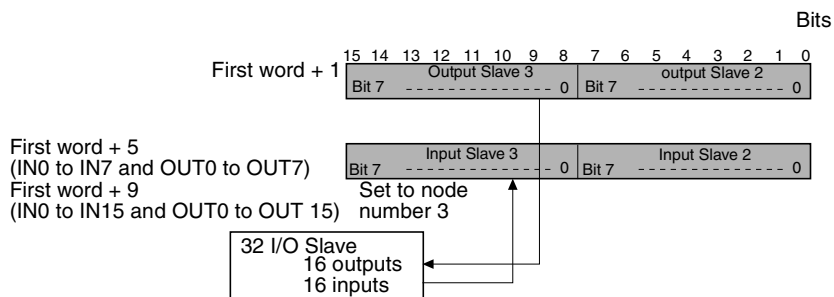 Bits
15 14 13 12 11 10 9 8 7 6 5 4 3 2 1 0
First word + 1
Output Slave 3
output Slave 2
Bit 7 - - - - - - - - - - - - - - - 0 Bit 7 - - - - - - - - - - - - - - - 0
First word + 5
(IN0 to IN7 and OUT0 to OUT7)
Input Slave 3
Input Slave 2
Bit 7 - - - - - - - - - - - - - - - 0 Bit 7 - - - - - - - - - - - - - - - 0
First word + 9
(IN0 to IN15 and OUT0 to OUT 15)
Set to node
number 3
32 I/O Slave
16 outputs
16 inputs